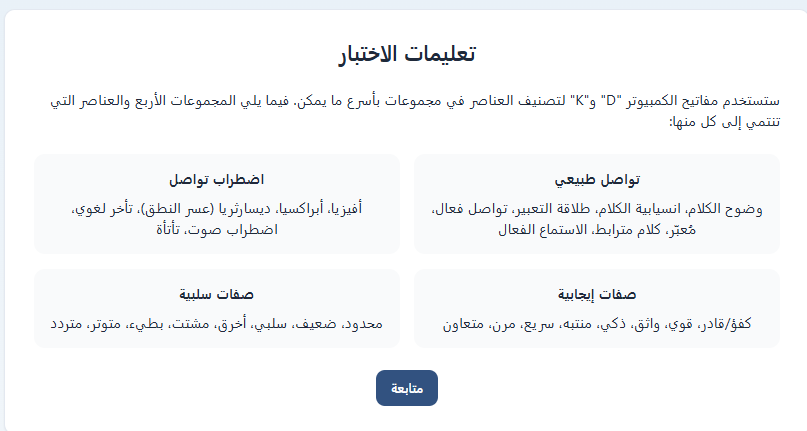 تعليمات الاختبار
ستستخدم مفاتيح الكمبيوتر "D" و"K" لتصنيف العناصر في مجموعات بأسرع ما يمكن. فيما يلي المجموعات الأربع والعناصر التي
تنتمي إلى كل منها:
تواصل طبيعي
وضوح الكلام، انسيابية الكلام، طلاقة التعبير، تواصل فعال،
مُعبّر، كلام مترابط، الاستماع الفعال
اضطراب تواصل
أفيزيا، أبراكسيا، ديسارثريا (عسر النطق)، تأخر لغوي،
اضطراب صوت، تأتأة
صفات إيجابية
كفؤ/قادر، قوي، واثق، ذكي، منتبه، سريع، مرن، متعاون
صفات سلبية
محدود، ضعيف، سلبي، أخرق، مشتت، بطيء، متوتر، متردد
متابعة